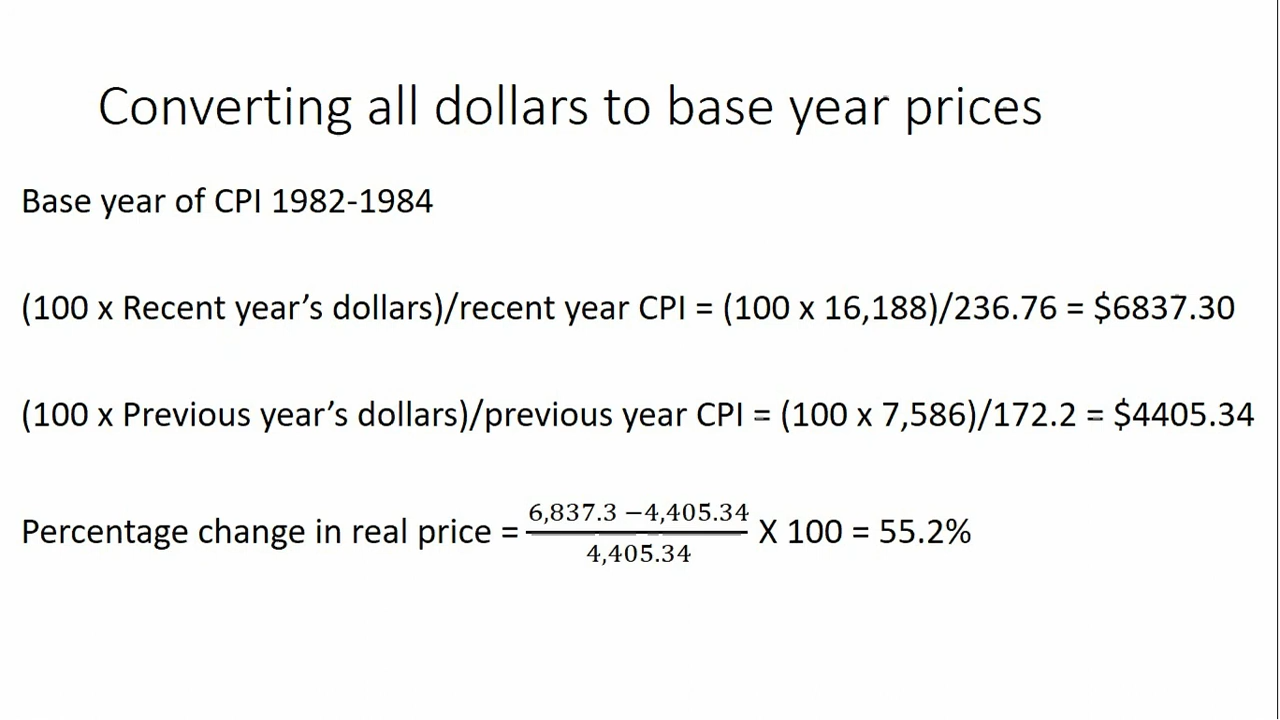 Converting all dollars to base year prices
Base year of CPI 1982-1984
(100 x Recent year’s dollars)/recent year CPI = (100 x 16,188)/236.76 = $6837.30
(100 x Previous year’s dollars)/previous year CPI = (100 x 7,586)/172.2 = $4405.34
Percentage change in real price = 6,837.3 −4,405.34 / 4,405.34 X 100 = 55.2%